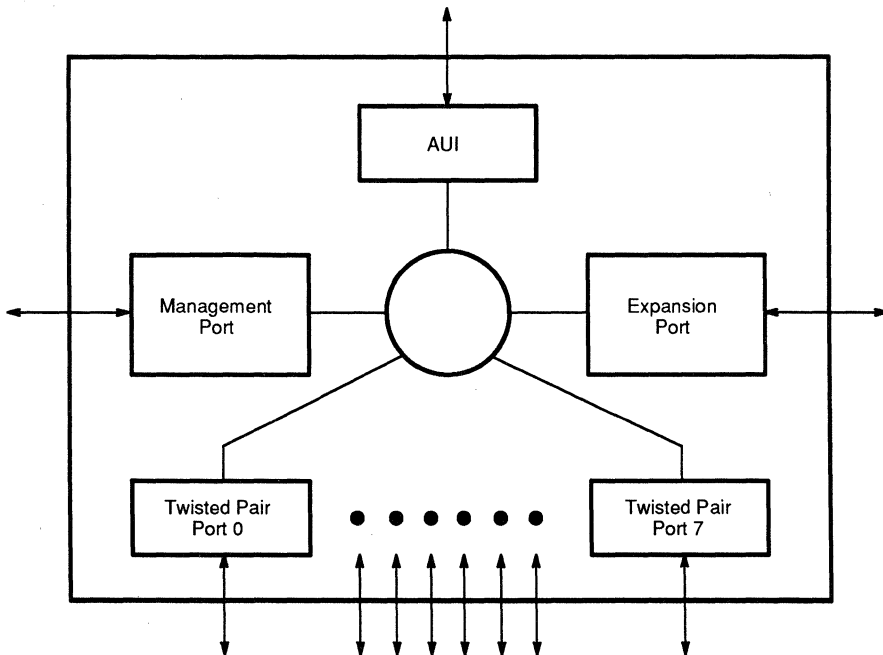 AUI
Management
Port
Expansion
Port
Twisted Pair
Port 0
Twisted Pair
Port 7